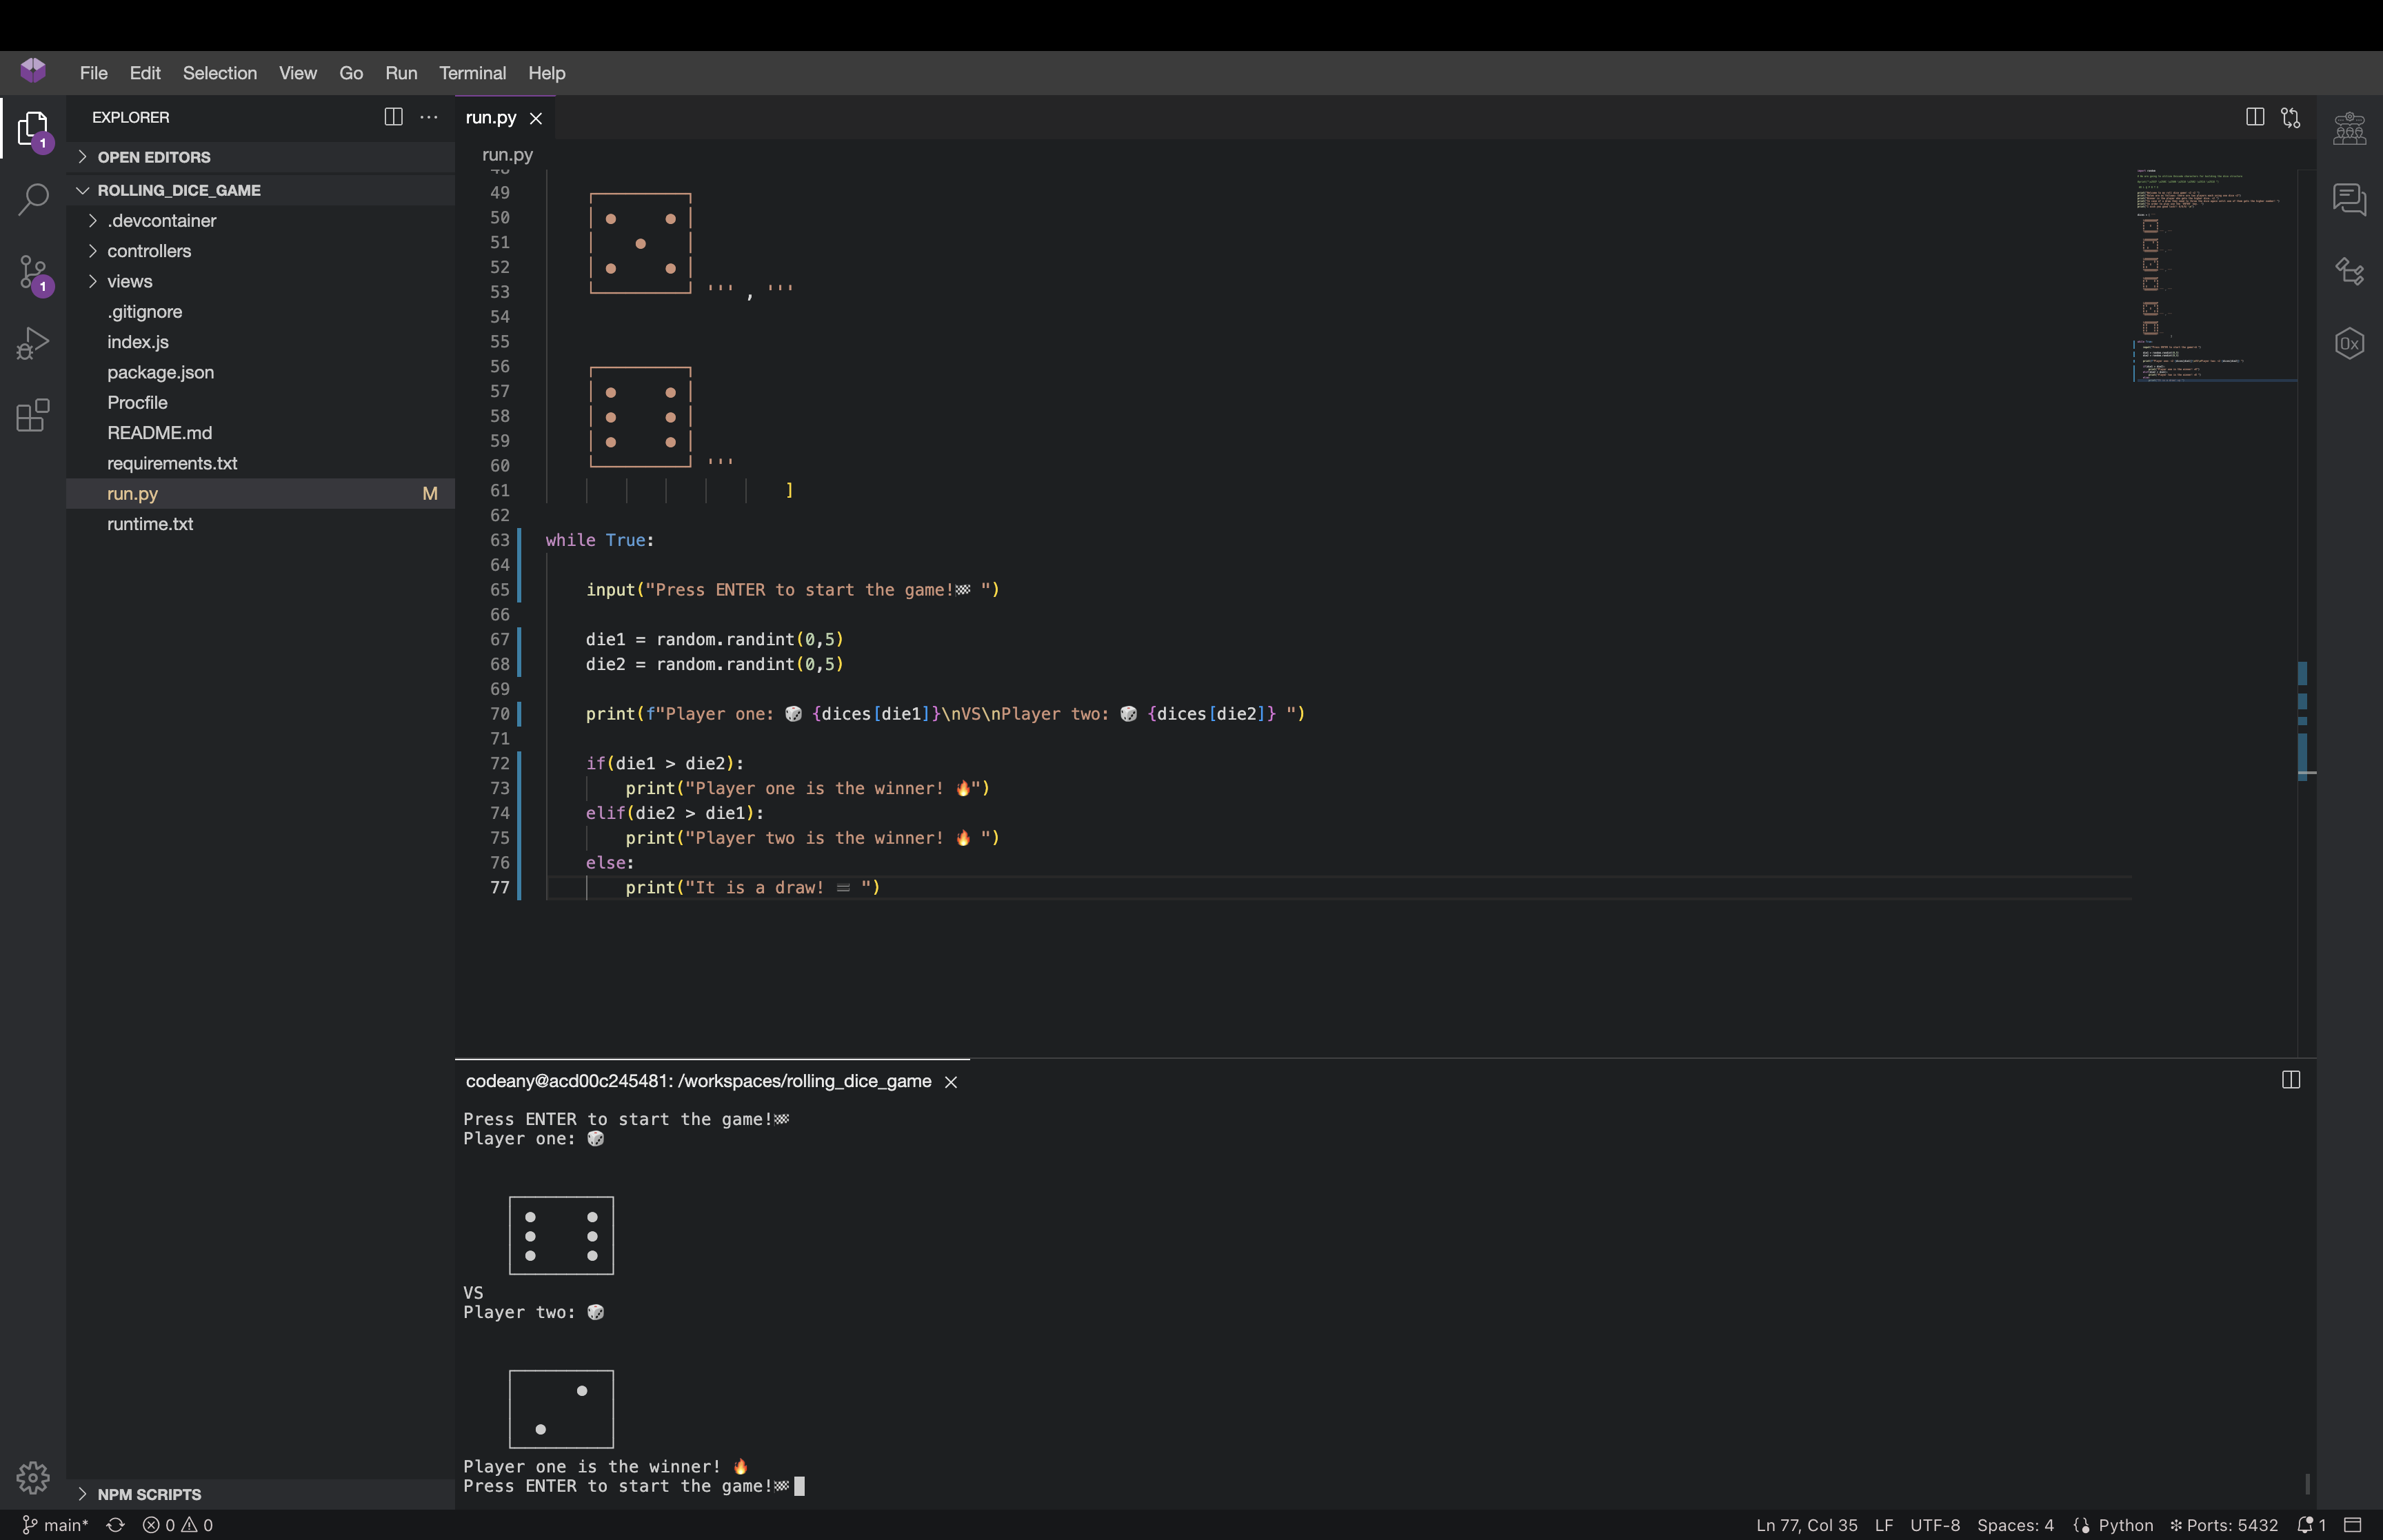 File Edit Selection View Go Run Terminal Help
EXPLORER
run.py
1
OPEN EDITORS
run.py
ROLLING_DICE_GAME
.devcontainer
controllers
views
1
.gitignore
index.js
package.json
Procfile
README.md
requirements.txt
run.py M
runtime.txt
0x
49
50
51
52
53 ''' , '''
54
55
56
57
58
59
60 '''
61 ]
62
63 while True:
64
65 input("Press ENTER to start the game!🏁 ")
66
67 die1 = random.randint(0,5)
68 die2 = random.randint(0,5)
69
70 print(f"Player one: 🎲 {dices[die1]}\nVS\nPlayer two: 🎲 {dices[die2]} ")
71
72 if(die1 > die2):
73 print("Player one is the winner! 🔥")
74 elif(die2 > die1):
75 print("Player two is the winner! 🔥 ")
76 else:
77 print("It is a draw! 🟰 ")
codeany@acd00c245481: /workspaces/rolling_dice_game
Press ENTER to start the game!🏁
Player one: 🎲
VS
Player two: 🎲
Player one is the winner! 🔥
Press ENTER to start the game!🏁
NPM SCRIPTS
main* 0 0 Ln 77, Col 35 LF UTF-8 Spaces: 4 Python Ports: 5432 1